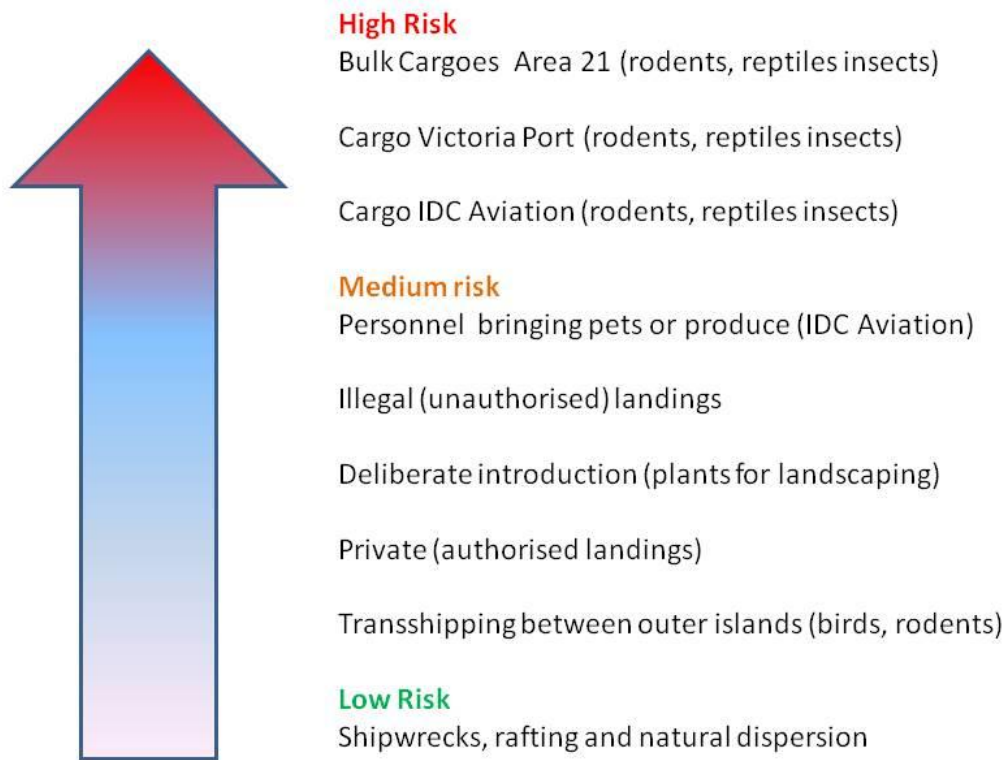 High Risk
Bulk Cargoes Area 21 (rodents, reptiles insects)
Cargo Victoria Port (rodents, reptiles insects)
Cargo IDC Aviation (rodents, reptiles insects)
Medium risk
Personnel bringing pets or produce (IDC Aviation)
Illegal (unauthorised) landings
Deliberate introduction (plants for landscaping)
Private (authorised landings)
Transshipping between outer islands (birds, rodents)
Low Risk
Shipwrecks, rafting and natural dispersion